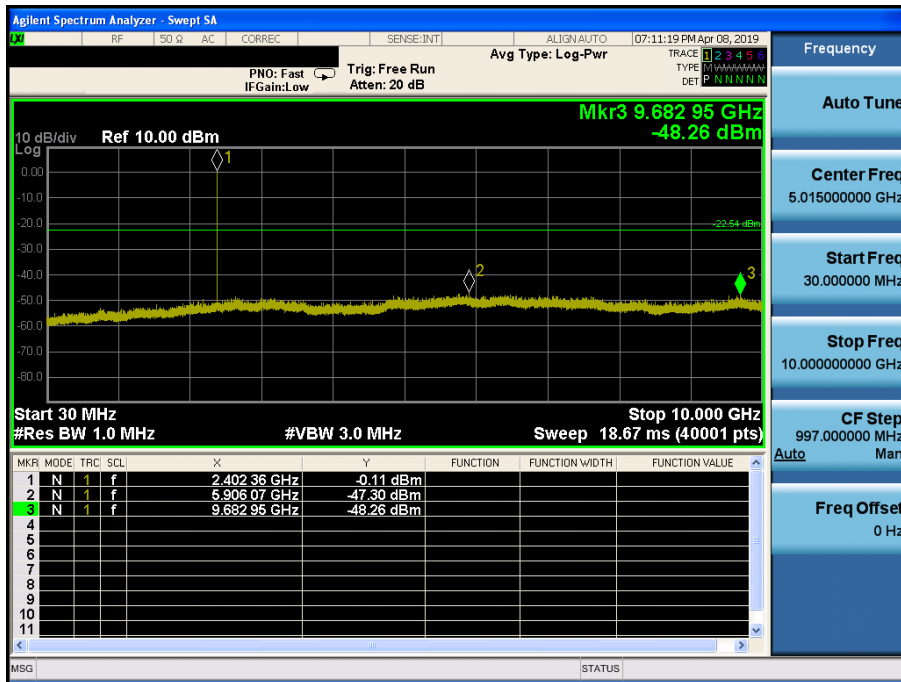 Agilent Spectrum Analyzer - Swept SA
LXI RF 50 Ω AC CORREC SENSE:INT ALIGN AUTO 07:11:19 PM Apr 08, 2019
Avg Type: Log-Pwr
TRACE 1 2 3 4 5 6
TYPE M W W W W W
DET P N N N N N
PNO: Fast Trig: Free Run
IFGain:Low Atten: 20 dB
Mkr3 9.682 95 GHz
-48.26 dBm
10 dB/div Ref 10.00 dBm
Log
1
0.00
-10.0
-20.0
-22.54 dBm
-30.0
-40.0
2
3
-50.0
-60.0
-70.0
-80.0
Start 30 MHz Stop 10.000 GHz
#Res BW 1.0 MHz #VBW 3.0 MHz Sweep 18.67 ms (40001 pts)
MKR MODE TRC SCL X Y FUNCTION FUNCTION WIDTH FUNCTION VALUE
1 N 1 f 2.402 36 GHz -0.11 dBm
2 N 1 f 5.906 07 GHz -47.30 dBm
3 N 1 f 9.682 95 GHz -48.26 dBm
4
5
6
7
8
9
10
11
MSG STATUS
Frequency
Auto Tune
Center Freq
5.015000000 GHz
Start Freq
30.000000 MHz
Stop Freq
10.000000000 GHz
CF Step
997.000000 MHz
Auto Man
Freq Offset
0 Hz